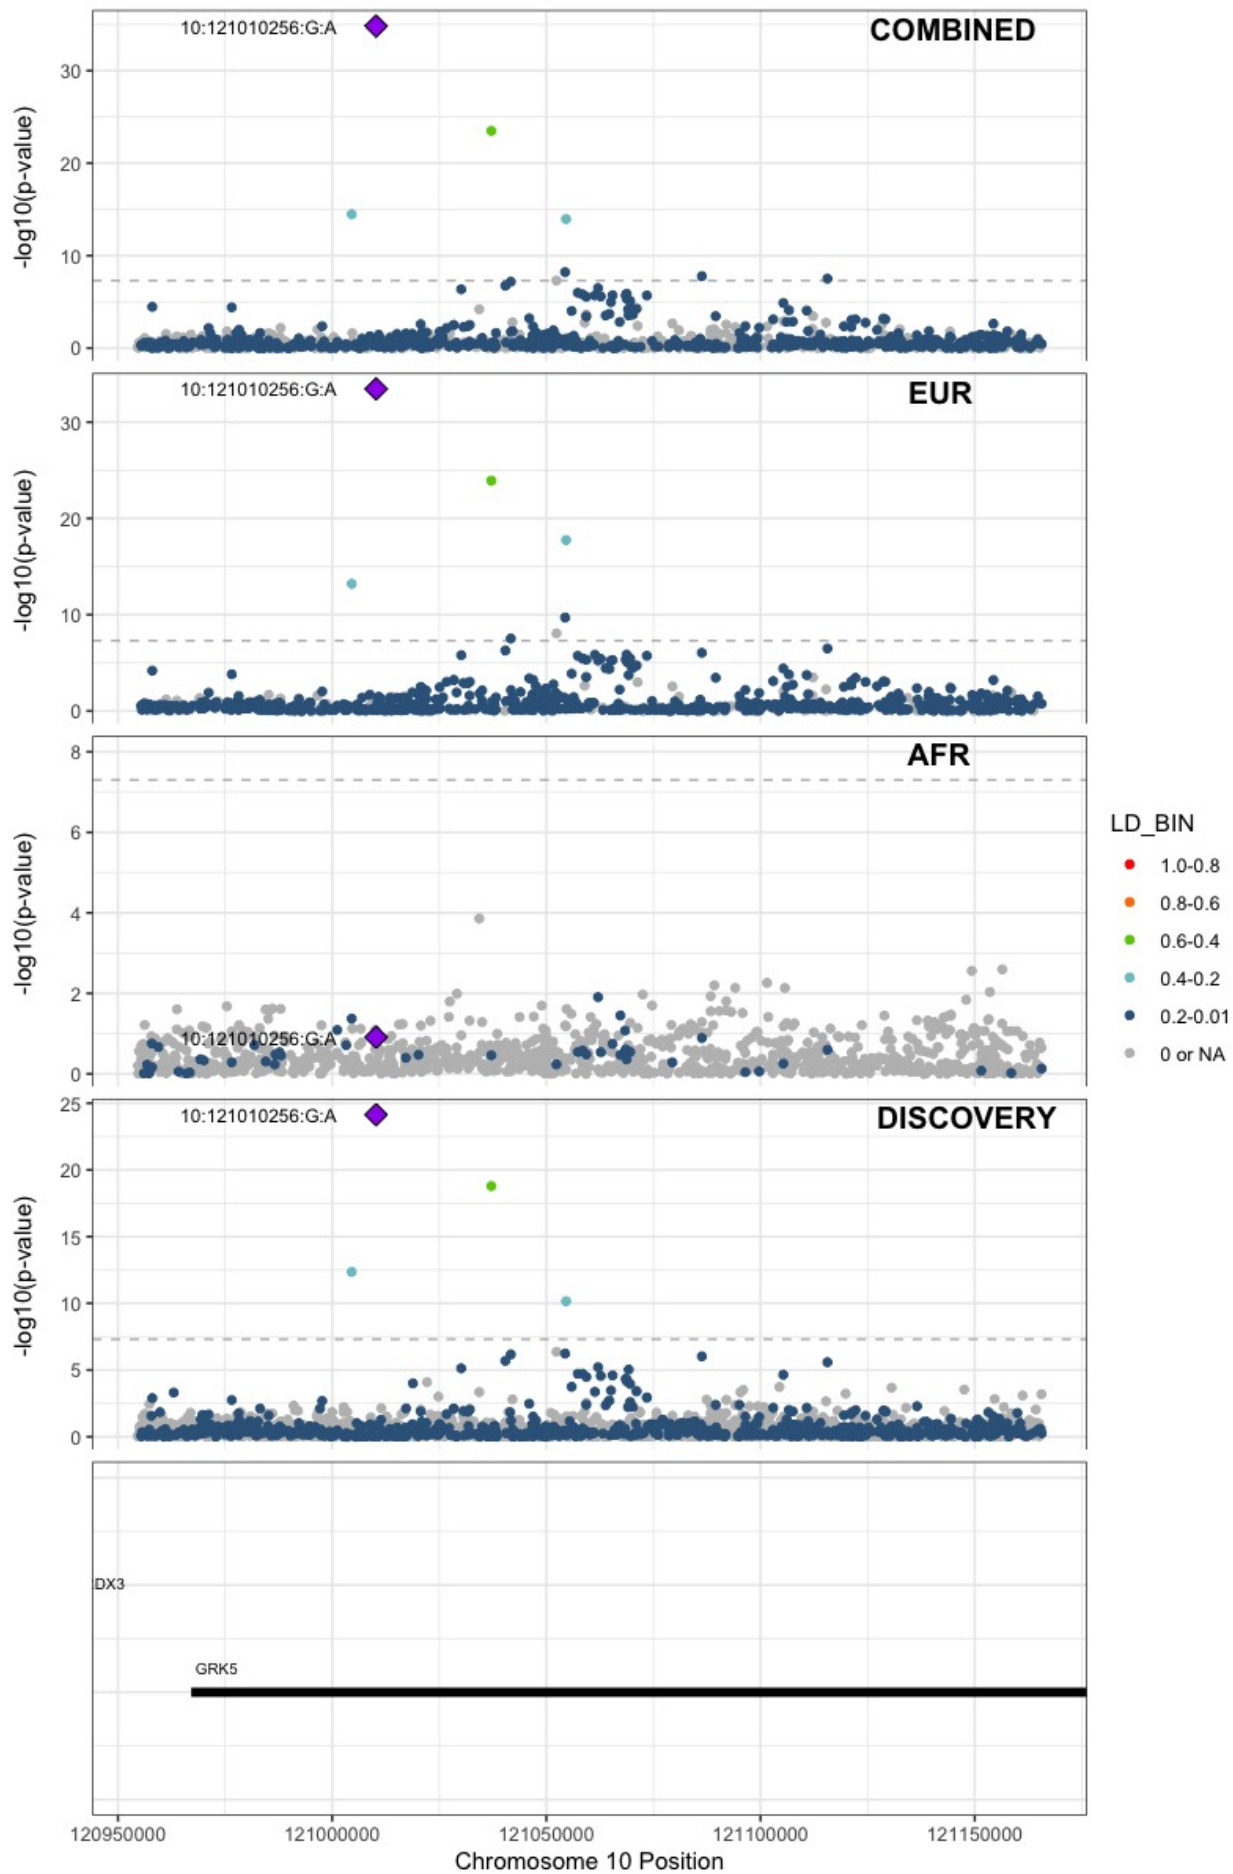 10:121010256:G:A
COMBINED
30
20
10
0
-log10(p-value)
10:121010256:G:A
EUR
30
20
10
0
-log10(p-value)
AFR
8
6
4
2
0
-log10(p-value)
10:121010256:G:A
LD_BIN
1.0-0.8
0.8-0.6
0.6-0.4
0.4-0.2
0.2-0.01
0 or NA
10:121010256:G:A
DISCOVERY
25
20
15
10
5
0
-log10(p-value)
DX3
GRK5
120950000 121000000 121050000 121100000 121150000
Chromosome 10 Position